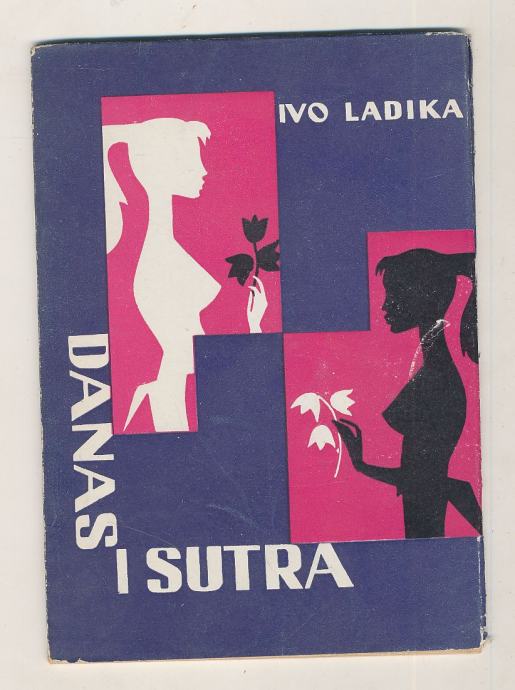 IVO LADIKA
DANAS
I SUTRA